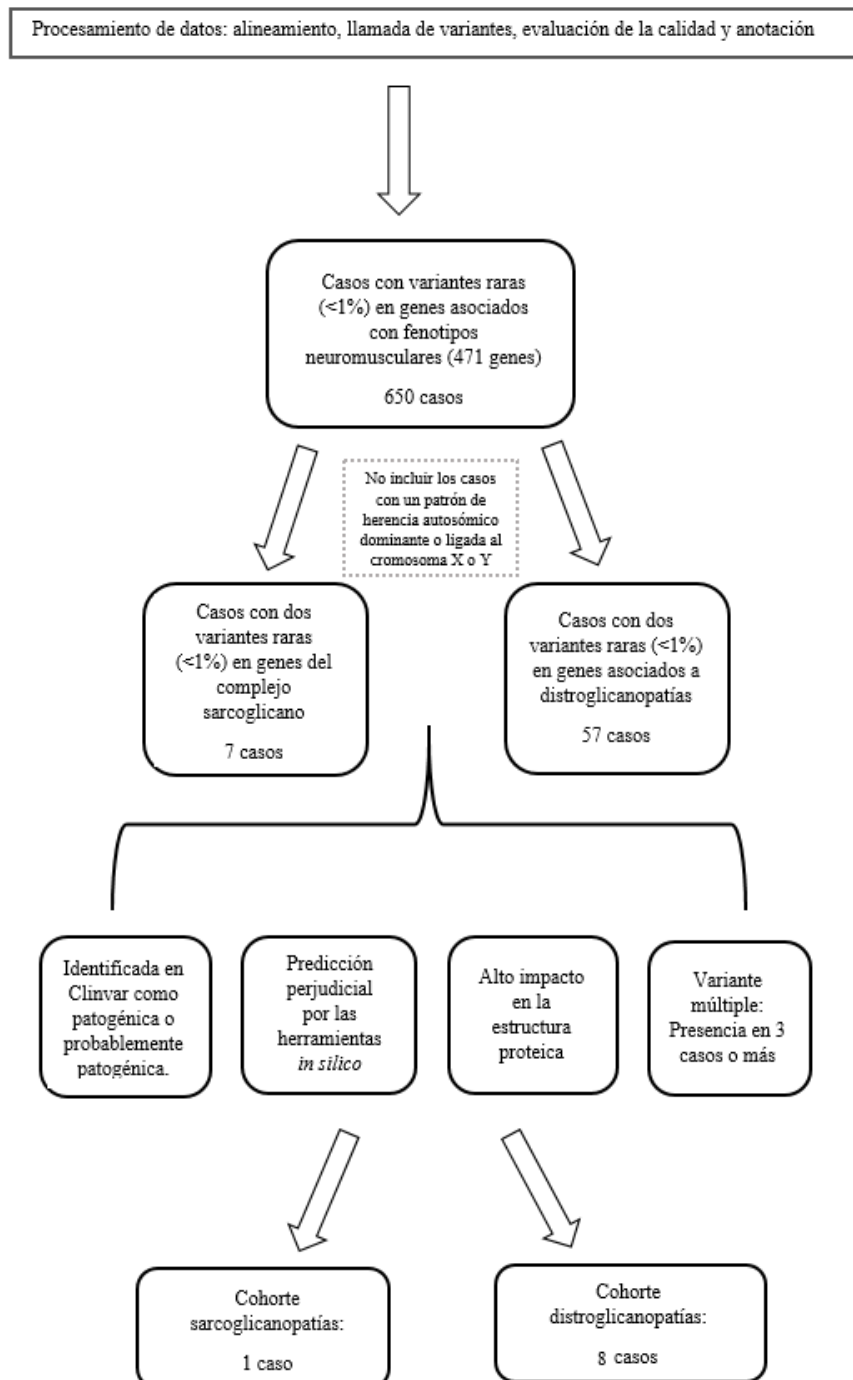 Procesamiento de datos: alineamiento, llamada de variantes, evaluación de la calidad y anotación
Casos con variantes raras
(<1%) en genes asociados
con fenotipos
neuromusculares (471 genes)
650 casos
No incluir los casos
con un patrón de
herencia autosómico
dominante o ligada al
cromosoma X o Y
Casos con dos
variantes raras
(<1%) en genes del
complejo
sarcoglicano
7 casos
Casos con dos
variantes raras (<1%)
en genes asociados a
distroglicanopatías
57 casos
Identificada en
Clinvar como
patogénica o
probablemente
patogénica.
Predicción
perjudicial
por las
herramientas
in silico
Alto impacto
en la
estructura
proteica
Variante
múltiple:
Presencia en 3
casos o más
Cohorte
sarcoglicanopatías:
1 caso
Cohorte
distroglicanopatías:
8 casos